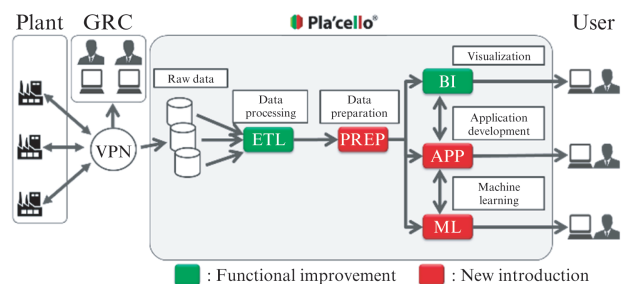 Plant
GRC
Pla'cello®
User
Raw data
Data
processing
Data
preparation
Visualization
Application
development
Machine
learning
VPN
ETL
PREP
BI
APP
ML
: Functional improvement
: New introduction